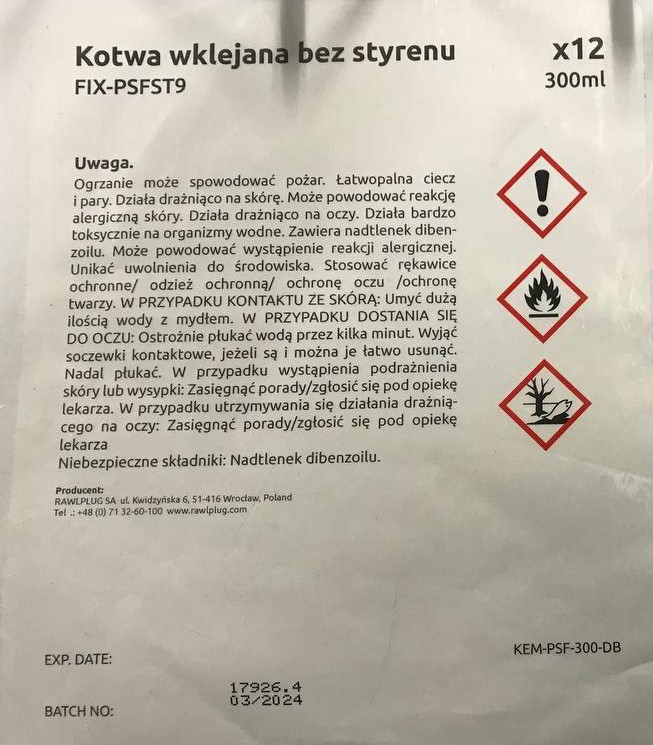 Kotwa wklejana bez styrenu
x12
FIX-PSFST9
300ml
Uwaga.
Ogrzanie może spowodować pożar. Łatwopalna ciecz
i pary. Działa drażniąco na skórę. Może powodować reakcję
alergiczną skóry. Działa drażniąco na oczy. Działa bardzo
toksycznie na organizmy wodne. Zawiera nadtlenek diben-
zoilu. Może powodować wystąpienie reakcji alergicznej.
Unikać uwolnienia do środowiska. Stosować rękawice
ochronne/ odzież ochronną/ ochronę oczu /ochronę
twarzy. W PRZYPADKU KONTAKTU ZE SKÓRĄ: Umyć dużą
ilością wody z mydłem. W PRZYPADKU DOSTANIA SIĘ
DO OCZU: Ostrożnie płukać wodą przez kilka minut. Wyjąć
soczewki kontaktowe, jeżeli są i można je łatwo usunąć.
Nadal płukać. W przypadku wystąpienia podrażnienia
skóry lub wysypki: Zasięgnąć porady/zgłosić się pod opiekę
lekarza. W przypadku utrzymywania się działania drażnią-
cego na oczy: Zasięgnąć porady/zgłosić się pod opiekę
lekarza
Niebezpieczne składniki: Nadtlenek dibenzoilu.
Producent:
RAWLPLUG SA ul. Kwidzyńska 6, 51-416 Wrocław, Poland
Tel .: +48 (0) 71 32-60-100 www.rawlplug.com
KEM-PSF-300-DB
EXP. DATE:
17926.4
03/2024
BATCH NO: